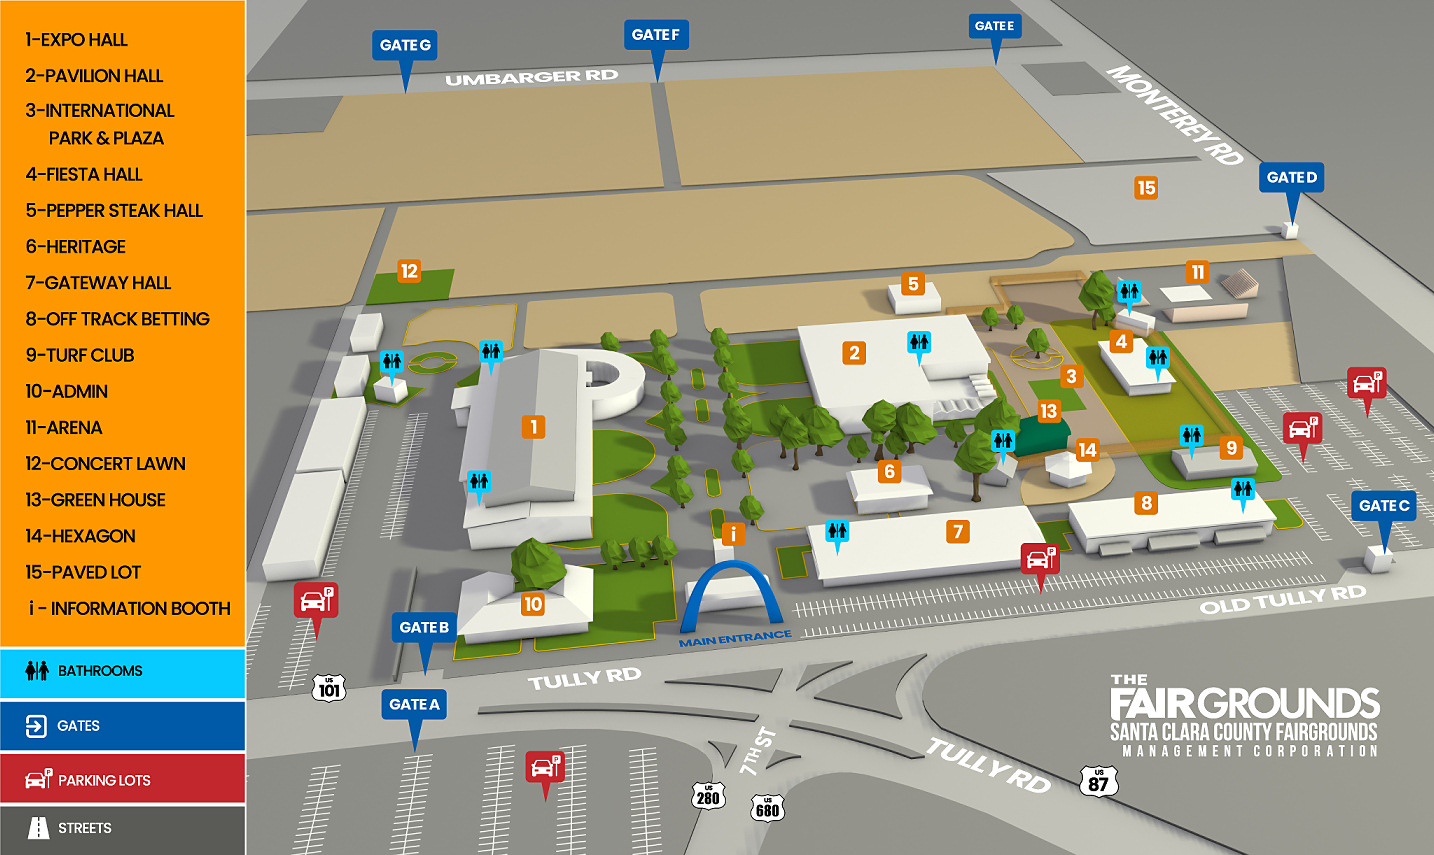 1-EXPO HALL
2-PAVILION HALL
3-INTERNATIONAL
PARK & PLAZA
4-FIESTA HALL
5-PEPPER STEAK HALL
6-HERITAGE
7-GATEWAY HALL
8-OFF TRACK BETTING
9-TURF CLUB
10-ADMIN
11-ARENA
12-CONCERT LAWN
13-GREEN HOUSE
14-HEXAGON
15-PAVED LOT
i - INFORMATION BOOTH
BATHROOMS
GATES
P
PARKING LOTS
STREETS
GATE G
GATE F
GATE E
UMBARGER RD
MONTEREY RD
GATE D
15
12
5
11
4
2
3
P
13
1
P
14
9
6
8
GATE C
7
i
P
P
10
OLD TULLY RD
GATE B
MAIN ENTRANCE
TULLY RD
US
101
GATE A
7TH ST
P
TULLY RD
US
280
US
680
US
87
THE
FAIRGROUNDS
SANTA CLARA COUNTY FAIRGROUNDS
MANAGEMENT CORPORATION